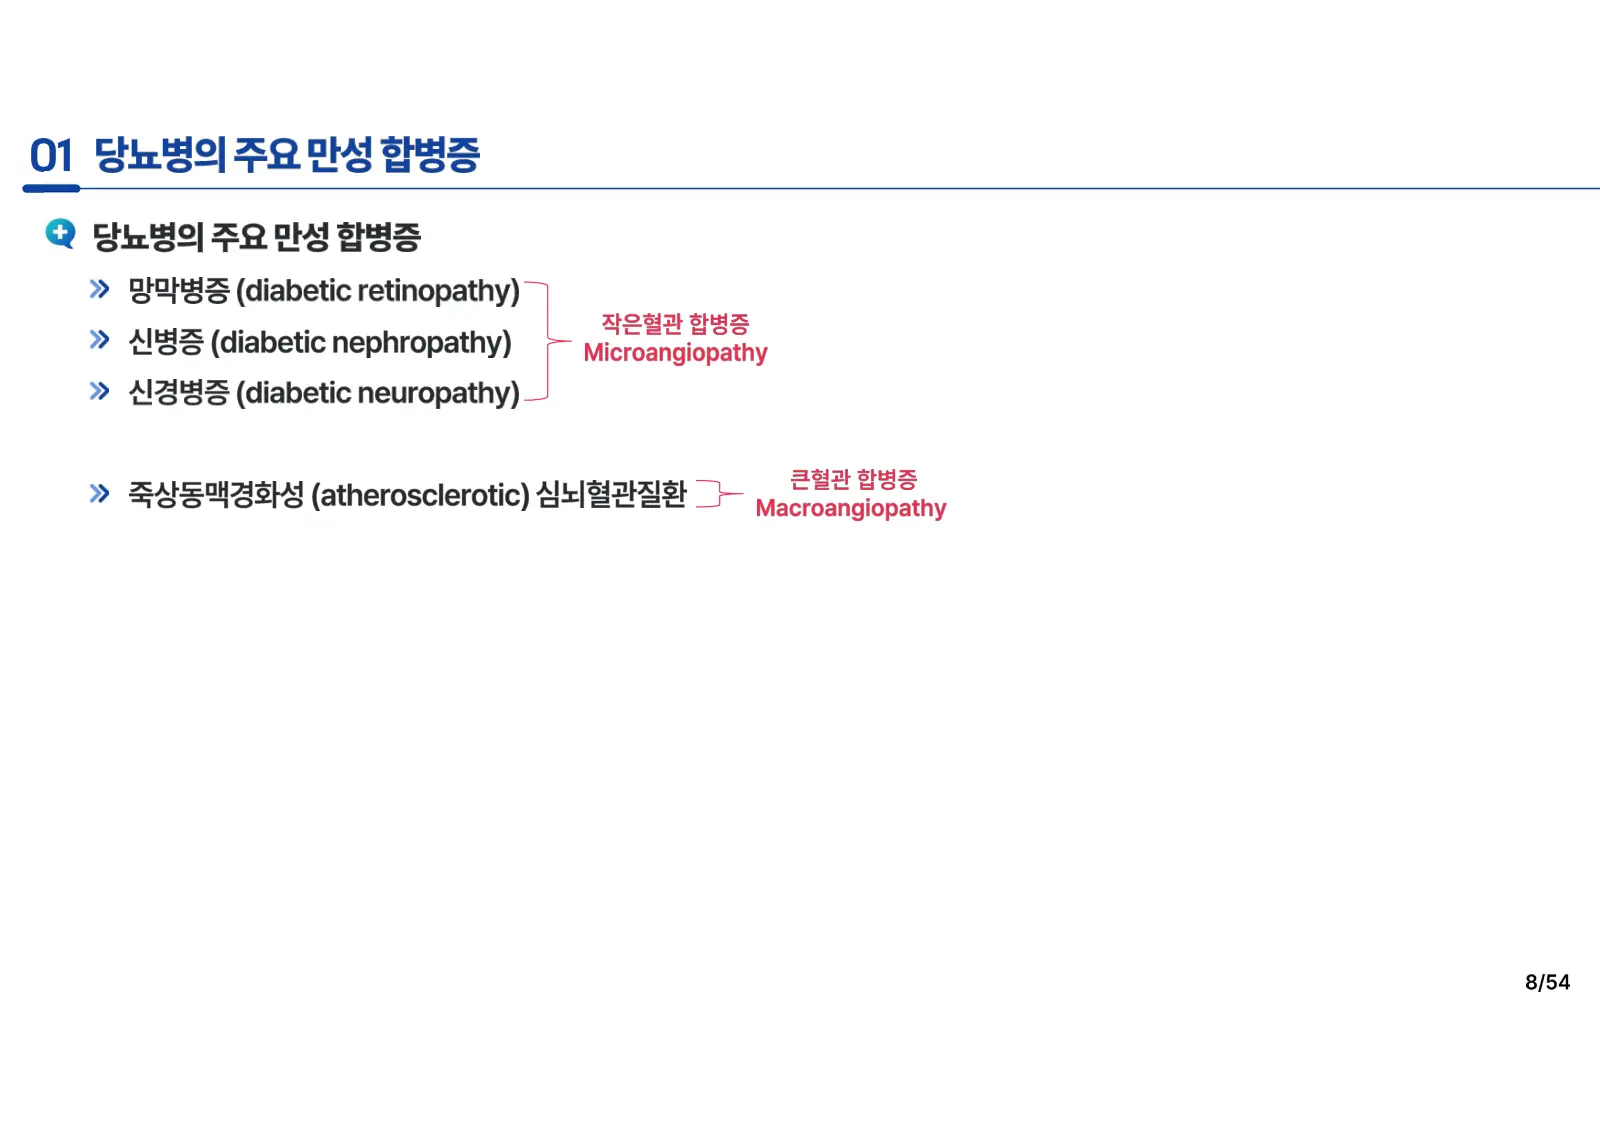 01 당뇨병의 주요 만성 합병증
당뇨병의 주요 만성 합병증
망막병증 (diabetic retinopathy)
신병증 (diabetic nephropathy)
신경병증 (diabetic neuropathy)
작은혈관 합병증
Microangiopathy
죽상동맥경화성 (atherosclerotic) 심뇌혈관질환
큰혈관 합병증
Macroangiopathy
8/54